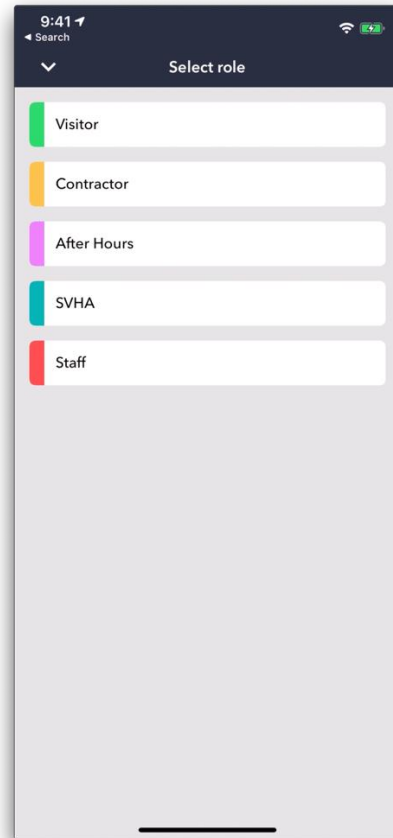 9:41
◀ Search
Select role
Visitor
Contractor
After Hours
SVHA
Staff